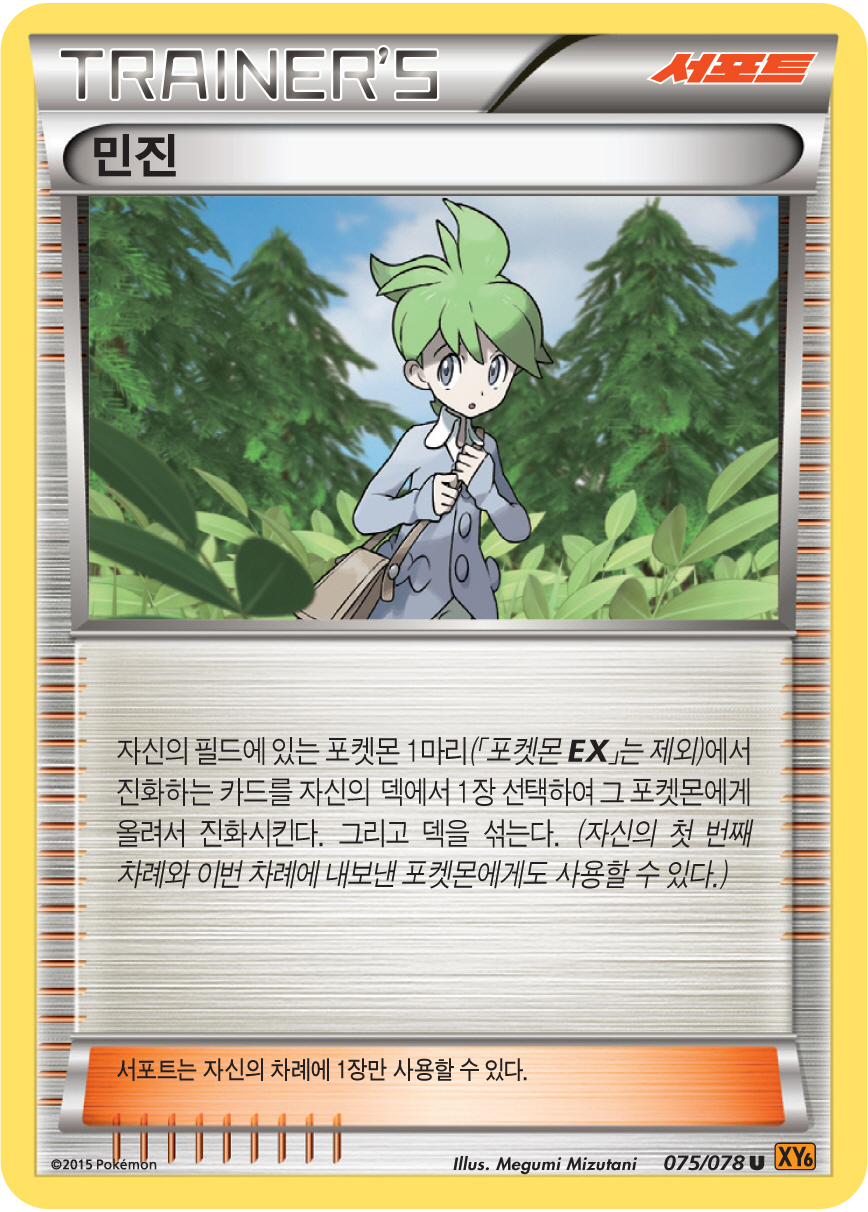 TRAINER'S
서포트
민진
자신의 필드에 있는 포켓몬 1마리(「포켓몬 EX」는 제외)에서
진화하는 카드를 자신의 덱에서 1장 선택하여 그 포켓몬에게
올려서 진화시킨다. 그리고 덱을 섞는다. (자신의 첫 번째
차례와 이번 차례에 내보낸 포켓몬에게도 사용할 수 있다.)
서포트는 자신의 차례에 1장만 사용할 수 있다.
©2015 Pokémon
Illus. Megumi Mizutani
075/078 U XY6